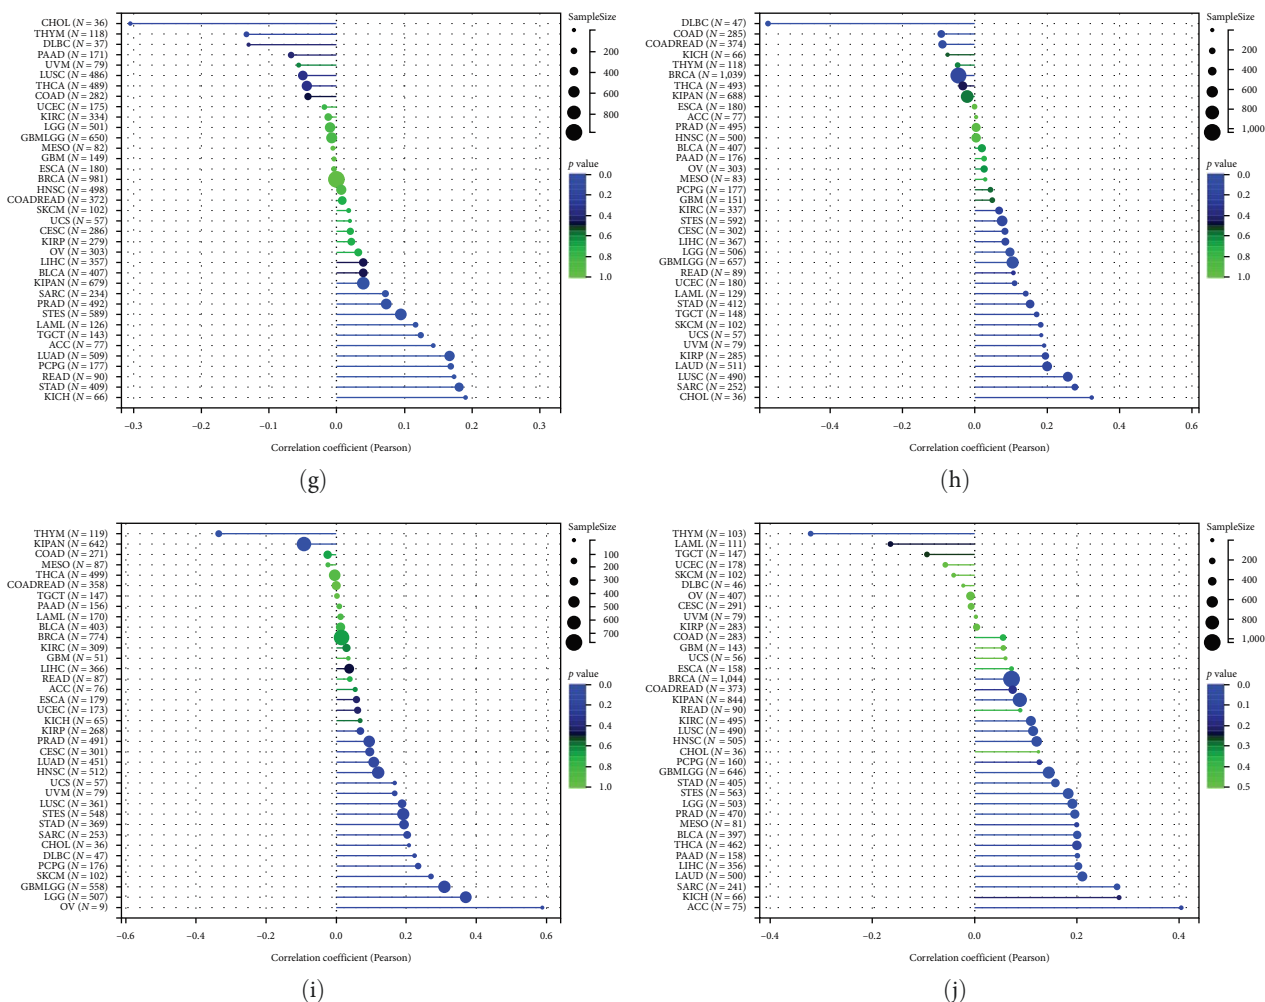 CHOL (N = 36)
THYM (N = 118)
DLBC (N = 37)
PAAD (N = 171)
UVM (N = 79)
LUSC (N = 486)
THCA (N = 489)
COAD (N = 282)
UCEC (N = 175)
KIRC (N = 334)
LGG (N = 501)
GBMLGG (N = 650)
MESO (N = 82)
GBM (N = 149)
ESCA (N = 180)
BRCA (N = 981)
HNSC (N = 498)
COADREAD (N = 372)
SKCM (N = 102)
UCS (N = 57)
CESC (N = 286)
KIRP (N = 279)
OV (N = 303)
LIHC (N = 357)
BLCA (N = 407)
KIPAN (N = 679)
SARC (N = 234)
PRAD (N = 492)
STES (N = 589)
LAML (N = 126)
TGCT (N = 143)
ACC (N = 77)
LUAD (N = 509)
PCPG (N = 177)
READ (N = 90)
STAD (N = 409)
KICH (N = 66)
−0.3 −0.2 −0.1 0.0 0.1 0.2 0.3
Correlation coefficient (Pearson)
SampleSize
200
400
600
800
p value
0.0
0.2
0.4
0.6
0.8
1.0
(g)
DLBC (N = 47)
COAD (N = 285)
COADREAD (N = 374)
KICH (N = 66)
THYM (N = 118)
BRCA (N = 1,039)
THCA (N = 493)
KIPAN (N = 688)
ESCA (N = 180)
ACC (N = 77)
PRAD (N = 495)
HNSC (N = 500)
BLCA (N = 407)
PAAD (N = 176)
OV (N = 303)
MESO (N = 83)
PCPG (N = 177)
GBM (N = 151)
KIRC (N = 337)
STES (N = 592)
CESC (N = 302)
LIHC (N = 367)
LGG (N = 506)
GBMLGG (N = 657)
READ (N = 89)
UCEC (N = 180)
LAML (N = 129)
STAD (N = 412)
TGCT (N = 148)
SKCM (N = 102)
UCS (N = 57)
UVM (N = 79)
KIRP (N = 285)
LAUD (N = 511)
LUSC (N = 490)
SARC (N = 252)
CHOL (N = 36)
−0.4 −0.2 0.0 0.2 0.4 0.6
Correlation coefficient (Pearson)
SampleSize
200
400
600
800
1,000
p value
0.0
0.2
0.4
0.6
0.8
1.0
(h)
THYM (N = 119)
KIPAN (N = 642)
COAD (N = 271)
MESO (N = 87)
THCA (N = 499)
COADREAD (N = 358)
TGCT (N = 147)
PAAD (N = 156)
LAML (N = 170)
BLCA (N = 403)
BRCA (N = 774)
KIRC (N = 309)
GBM (N = 51)
LIHC (N = 366)
READ (N = 87)
ACC (N = 76)
ESCA (N = 179)
UCEC (N = 173)
KICH (N = 65)
KIRP (N = 268)
PRAD (N = 491)
CESC (N = 301)
LUAD (N = 451)
HNSC (N = 512)
UCS (N = 57)
UVM (N = 79)
LUSC (N = 361)
STES (N = 548)
STAD (N = 369)
SARC (N = 253)
CHOL (N = 36)
DLBC (N = 47)
PCPG (N = 176)
SKCM (N = 102)
GBMLGG (N = 558)
LGG (N = 507)
OV (N = 9)
−0.6 −0.4 −0.2 0.0 0.2 0.4 0.6
Correlation coefficient (Pearson)
SampleSize
100
200
300
400
500
600
700
p value
0.0
0.2
0.4
0.6
0.8
1.0
(i)
THYM (N = 103)
LAML (N = 111)
TGCT (N = 147)
UCEC (N = 178)
SKCM (N = 102)
DLBC (N = 46)
OV (N = 407)
CESC (N = 291)
UVM (N = 79)
KIRP (N = 283)
COAD (N = 283)
GBM (N = 143)
UCS (N = 56)
ESCA (N = 158)
BRCA (N = 1,044)
COADREAD (N = 373)
KIPAN (N = 844)
READ (N = 90)
KIRC (N = 495)
LUSC (N = 490)
HNSC (N = 505)
CHOL (N = 36)
PCPG (N = 160)
GBMLGG (N = 646)
STAD (N = 405)
STES (N = 563)
LGG (N = 503)
PRAD (N = 470)
MESO (N = 81)
BLCA (N = 397)
THCA (N = 462)
PAAD (N = 158)
LIHC (N = 356)
LAUD (N = 500)
SARC (N = 241)
KICH (N = 66)
ACC (N = 75)
−0.4 −0.2 0.0 0.2 0.4
Correlation coefficient (Pearson)
SampleSize
200
400
600
800
1,000
p value
0.0
0.1
0.2
0.3
0.4
0.5
(j)